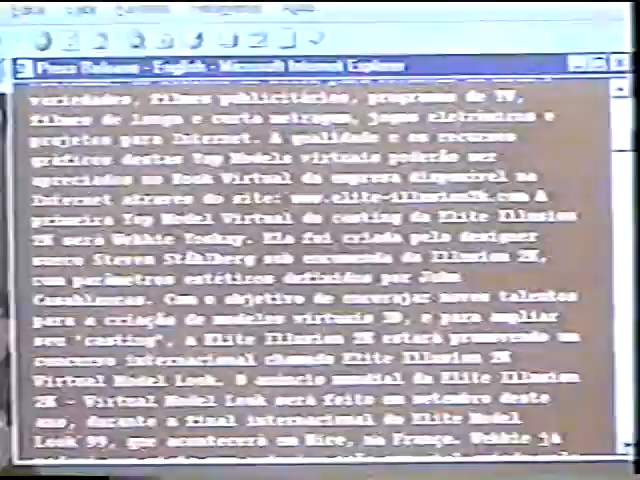 Press Release - English - Microsoft Internet Explorer
variedades, filmes publicitários, programas de TV,
filmes de longa e curta metragem, jogos eletrônicos e
projetos para Internet. A qualidade e os recursos
gráficos destas Top Models virtuais poderão ser
apreciados no Book Virtual da empresa disponível na
Internet atraves do site: www.elite-illusion2k.com A
primeira Top Model Virtual do casting da Elite Illusion
2K será Webbie Tookay. Ela foi criada pelo designer
sueco Steven Stahlberg sob encomenda da Illusion 2K,
com parâmetros estéticos definidos por John
Casablancas. Com o objetivo de encorajar novos talentos
para a criação de modelos virtuais 3D, e para ampliar
seu "casting", a Elite Illusion 2K estará promovendo um
concurso internacional chamado Elite Illusion 2K
Virtual Model Look. O anúncio mundial da Elite Illusion
2K - Virtual Model Look será feito em setembro deste
ano, durante a final internacional do Elite Model
Look 99, que acontecerá em Nice, na França. Webbie já